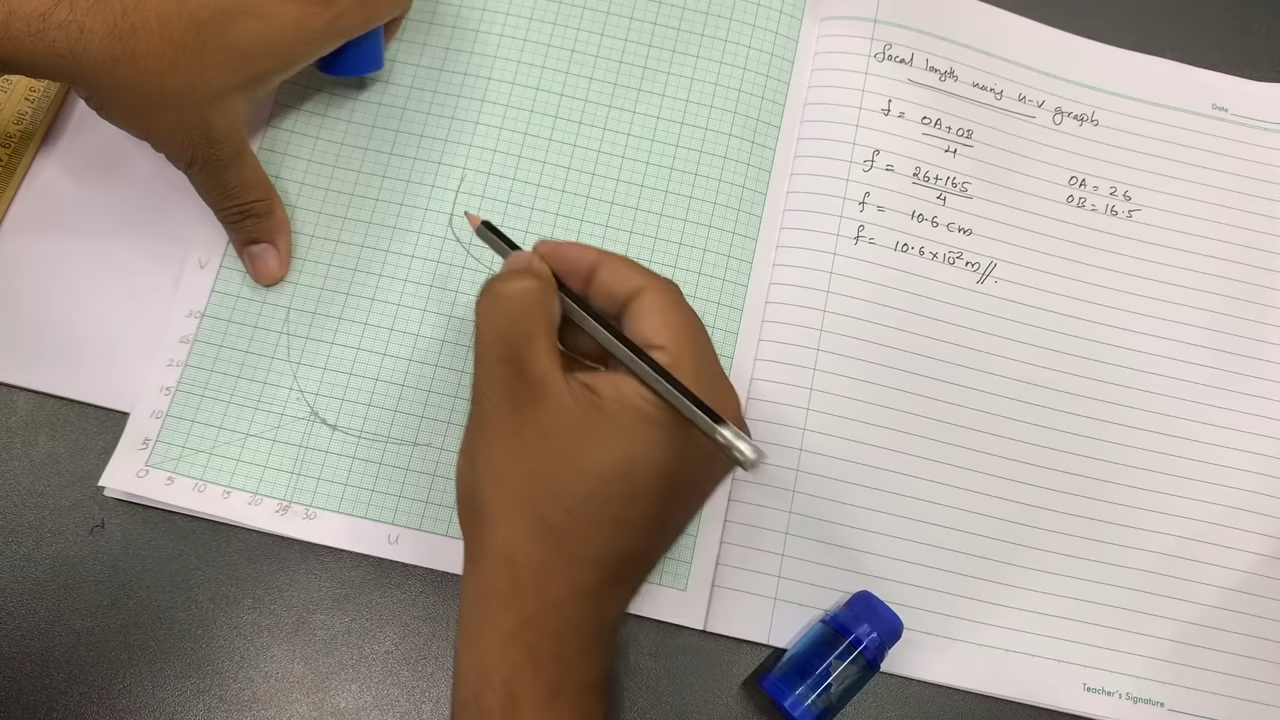 focal length using u-v graph
Date
f = OA+OB
4
f = 26+16.5
4
OA = 26
OB = 16.5
f = 10.6 cm
f = 10.6×10⁻²m//.
V
30
25
20
15
10
5
0
5 10 15 20 25 30
u
Teacher's Signature